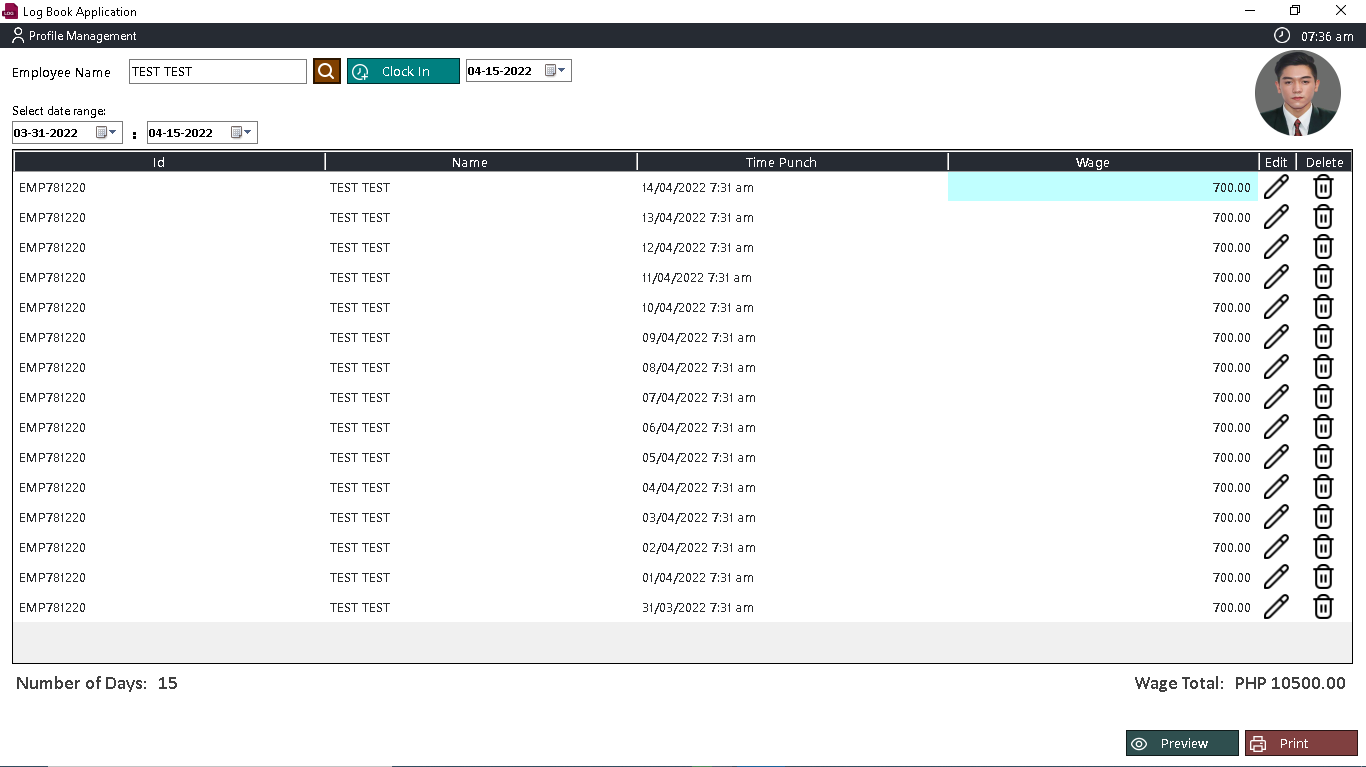 Log Book Application
Profile Management 07:36 am
Employee Name TEST TEST Clock In 04-15-2022
Select date range:
03-31-2022 : 04-15-2022
Id Name Time Punch Wage Edit Delete
EMP781220 TEST TEST 14/04/2022 7:31 am 700.00
EMP781220 TEST TEST 13/04/2022 7:31 am 700.00
EMP781220 TEST TEST 12/04/2022 7:31 am 700.00
EMP781220 TEST TEST 11/04/2022 7:31 am 700.00
EMP781220 TEST TEST 10/04/2022 7:31 am 700.00
EMP781220 TEST TEST 09/04/2022 7:31 am 700.00
EMP781220 TEST TEST 08/04/2022 7:31 am 700.00
EMP781220 TEST TEST 07/04/2022 7:31 am 700.00
EMP781220 TEST TEST 06/04/2022 7:31 am 700.00
EMP781220 TEST TEST 05/04/2022 7:31 am 700.00
EMP781220 TEST TEST 04/04/2022 7:31 am 700.00
EMP781220 TEST TEST 03/04/2022 7:31 am 700.00
EMP781220 TEST TEST 02/04/2022 7:31 am 700.00
EMP781220 TEST TEST 01/04/2022 7:31 am 700.00
EMP781220 TEST TEST 31/03/2022 7:31 am 700.00
Number of Days: 15 Wage Total: PHP 10500.00
Preview Print